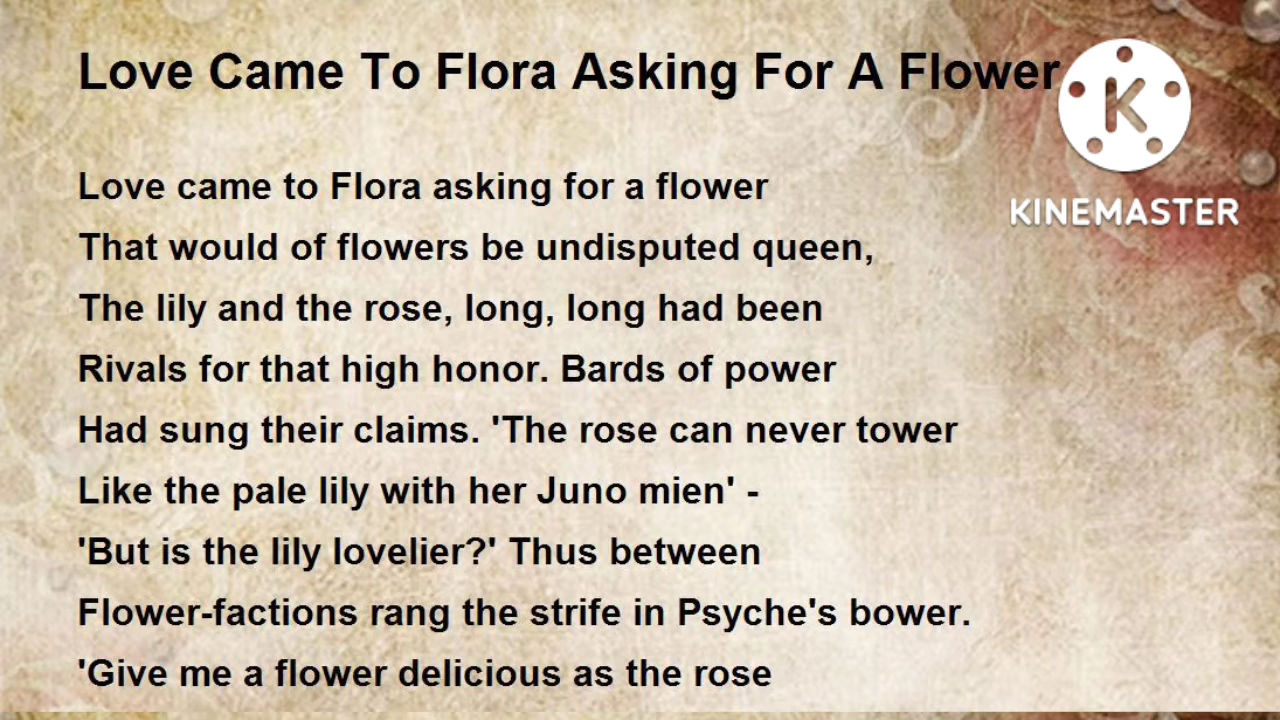 Love Came To Flora Asking For A Flower
KINEMASTER
Love came to Flora asking for a flower
That would of flowers be undisputed queen,
The lily and the rose, long, long had been
Rivals for that high honor. Bards of power
Had sung their claims. 'The rose can never tower
Like the pale lily with her Juno mien' -
'But is the lily lovelier?' Thus between
Flower-factions rang the strife in Psyche's bower.
'Give me a flower delicious as the rose